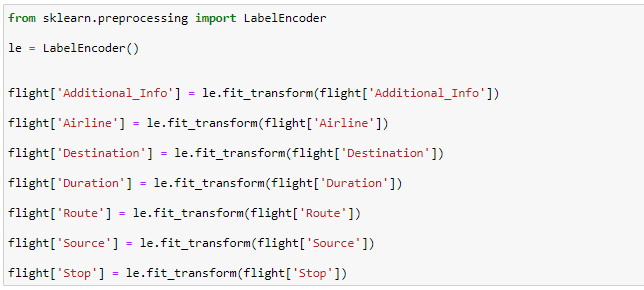 from sklearn.preprocessing import LabelEncoder
le = LabelEncoder()
flight['Additional_Info'] = le.fit_transform(flight['Additional_Info'])
flight['Airline'] = le.fit_transform(flight['Airline'])
flight['Destination'] = le.fit_transform(flight['Destination'])
flight['Duration'] = le.fit_transform(flight['Duration'])
flight['Route'] = le.fit_transform(flight['Route'])
flight['Source'] = le.fit_transform(flight['Source'])
flight['Stop'] = le.fit_transform(flight['Stop'])